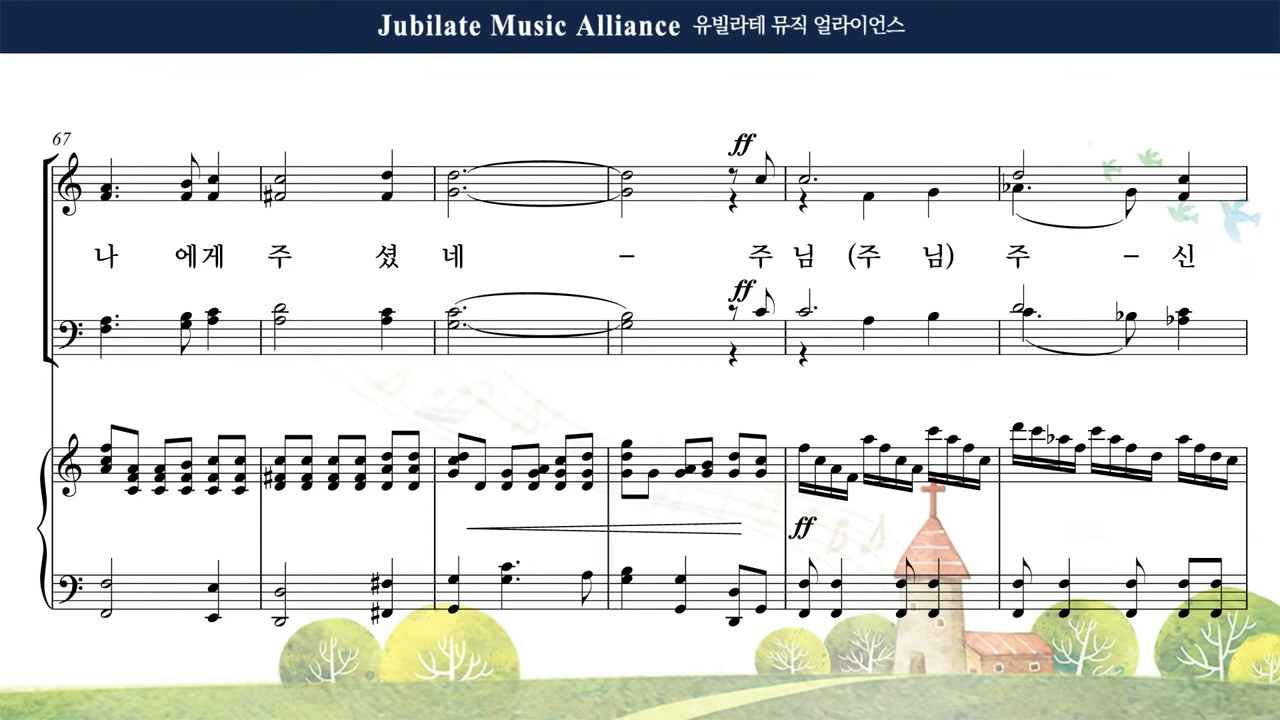 Jubilate Music Alliance 유빌라테 뮤직 얼라이언스
67
ff
나 에게 주 셨 네 – 주 님 (주 님) 주 – 신
ff
ff